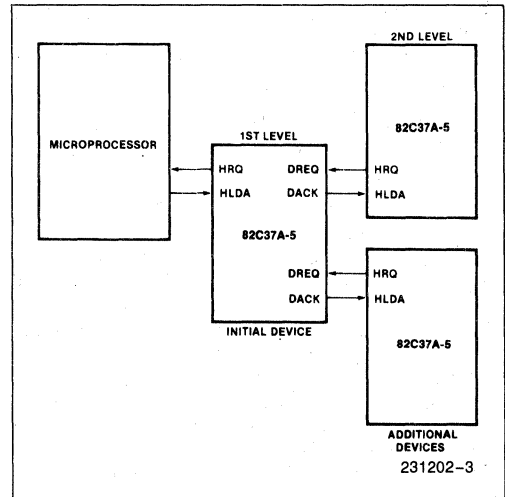 2ND LEVEL
82C37A-5
HRQ
HLDA
MICROPROCESSOR
1ST LEVEL
HRQ DREQ
HLDA DACK
82C37A-5
DREQ
DACK
INITIAL DEVICE
HRQ
HLDA
82C37A-5
ADDITIONAL
DEVICES
231202-3